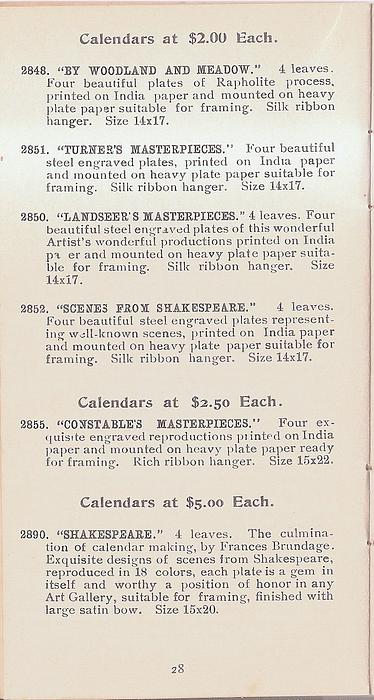 Calendars at $2.00 Each.
2848. "BY WOODLAND AND MEADOW." 4 leaves.
Four beautiful plates of Rapholite process,
printed on India paper and mounted on heavy
plate paper suitable for framing. Silk ribbon
hanger. Size 14x17.
2851. "TURNER'S MASTERPIECES." Four beautiful
steel engraved plates, printed on India paper
and mounted on heavy plate paper suitable for
framing. Silk ribbon hanger. Size 14x17.
2850. "LANDSEER'S MASTERPIECES." 4 leaves. Four
beautiful steel engraved plates of this wonderful
Artist's wonderful productions printed on India
pa er and mounted on heavy plate paper suita-
ble for framing. Silk ribbon hanger. Size
14x17.
2852. "SCENES FROM SHAKESPEARE." 4 leaves.
Four beautiful steel engraved plates represent-
ing well-known scenes, printed on India paper
and mounted on heavy plate paper suitable for
framing. Silk ribbon hanger. Size 14x17.
Calendars at $2.50 Each.
2855. "CONSTABLE'S MASTERPIECES." Four ex-
quisite engraved reproductions printed on India
paper and mounted on heavy plate paper ready
for framing. Rich ribbon hanger. Size 15x22.
Calendars at $5.00 Each.
2890. "SHAKESPEARE." 4 leaves. The culmina-
tion of calendar making, by Frances Brundage.
Exquisite designs of scenes from Shakespeare,
reproduced in 18 colors, each plate is a gem in
itself and worthy a position of honor in any
Art Gallery, suitable for framing, finished with
large satin bow. Size 15x20.
28